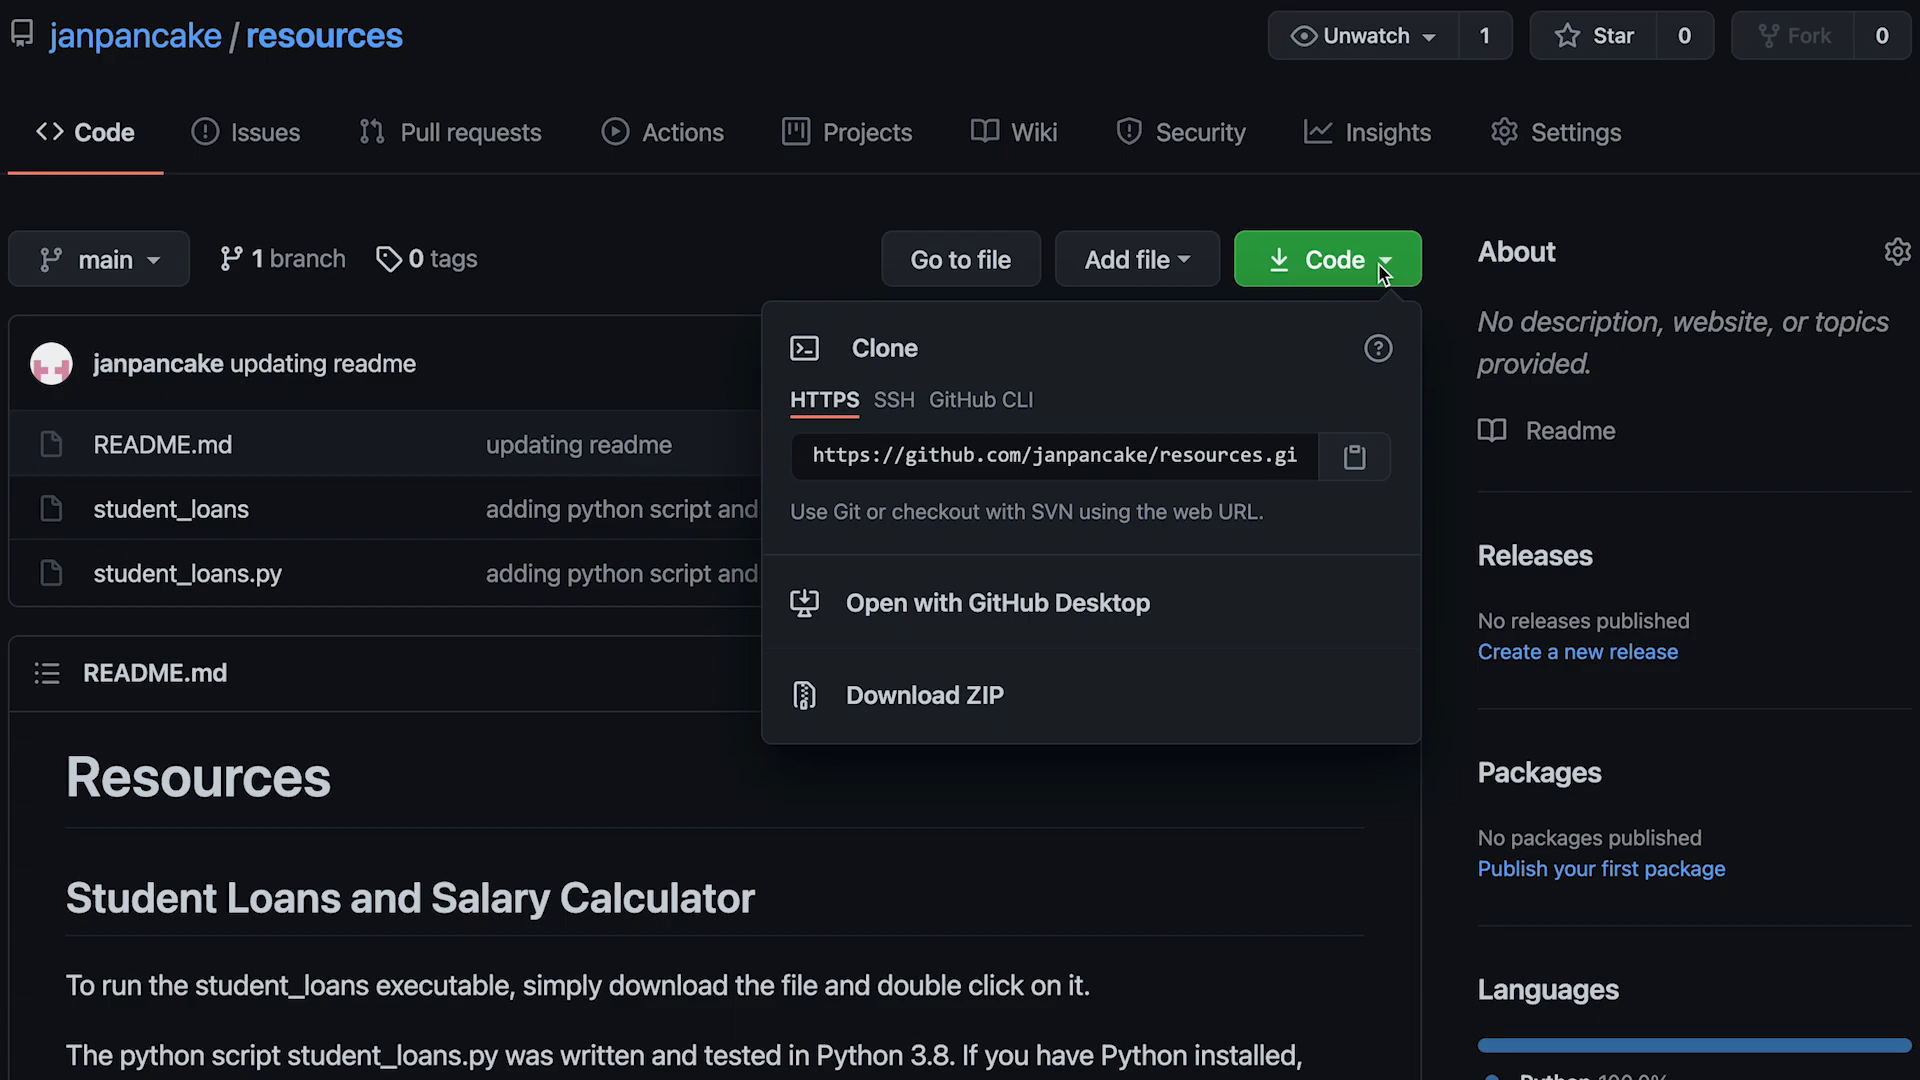 janpancake / resources
Unwatch 1
Star 0
Fork 0
Code
Issues
Pull requests
Actions
Projects
Wiki
Security
Insights
Settings
main
1 branch
0 tags
Go to file
Add file
Code
janpancake updating readme
README.md updating readme
student_loans adding python script and
student_loans.py adding python script and
Clone
HTTPS SSH GitHub CLI
https://github.com/janpancake/resources.gi
Use Git or checkout with SVN using the web URL.
Open with GitHub Desktop
Download ZIP
README.md
Resources
Student Loans and Salary Calculator
To run the student_loans executable, simply download the file and double click on it.
The python script student_loans.py was written and tested in Python 3.8. If you have Python installed,
About
No description, website, or topics
provided.
Readme
Releases
No releases published
Create a new release
Packages
No packages published
Publish your first package
Languages
Python 100.0%